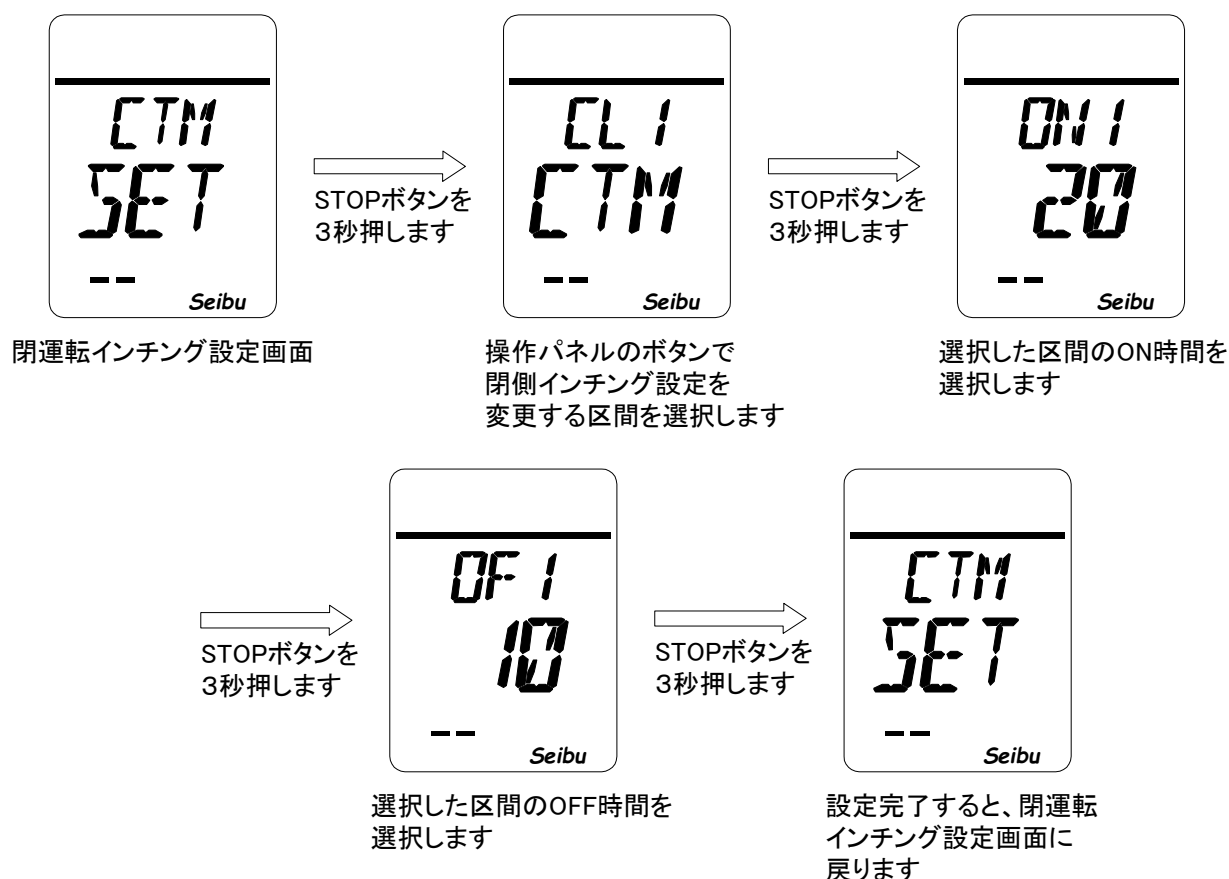 CTM
SET
--
Seibu
閉運転インチング設定画面
STOPボタンを
３秒押します
CL1
CTM
--
Seibu
操作パネルのボタンで
閉側インチング設定を
変更する区間を選択します
STOPボタンを
３秒押します
ON1
20
--
Seibu
選択した区間のON時間を
選択します
STOPボタンを
３秒押します
OF1
10
--
Seibu
選択した区間のOFF時間を
選択します
STOPボタンを
３秒押します
CTM
SET
--
Seibu
設定完了すると、閉運転
インチング設定画面に
戻ります